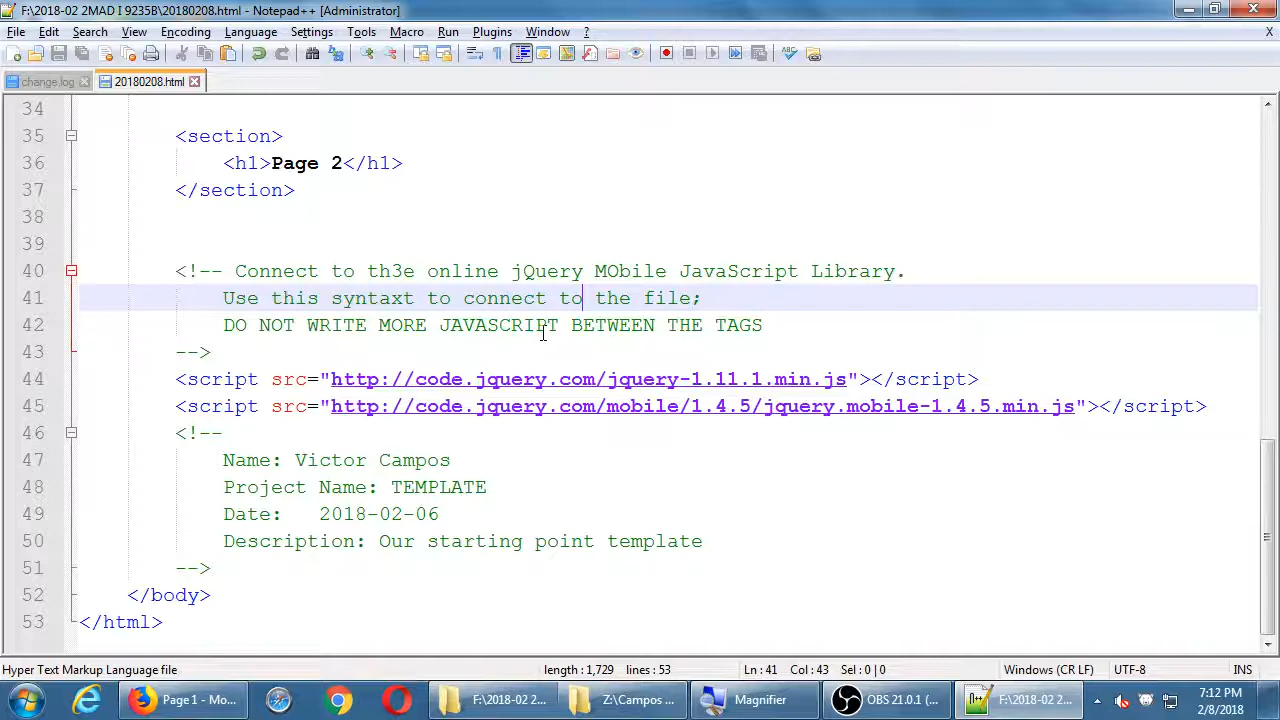 F:\2018-02 2MAD I 9235B\20180208.html - Notepad++ [Administrator]
File Edit Search View Encoding Language Settings Tools Macro Run Plugins Window ? X
change.log 20180208.html
34
35 <section>
36 <h1>Page 2</h1>
37 </section>
38
39
40 <!-- Connect to th3e online jQuery MObile JavaScript Library.
41 Use this syntaxt to connect to the file;
42 DO NOT WRITE MORE JAVASCRIPT BETWEEN THE TAGS
43 -->
44 <script src="http://code.jquery.com/jquery-1.11.1.min.js"></script>
45 <script src="http://code.jquery.com/mobile/1.4.5/jquery.mobile-1.4.5.min.js"></script>
46 <!--
47 Name: Victor Campos
48 Project Name: TEMPLATE
49 Date: 2018-02-06
50 Description: Our starting point template
51 -->
52 </body>
53 </html>
Hyper Text Markup Language file length : 1,729 lines : 53 Ln : 41 Col : 43 Sel : 0 | 0 Windows (CR LF) UTF-8 INS
Page 1 - Mo... F:\2018-02 2... Z:\Campos ... Magnifier OBS 21.0.1 (... F:\2018-02 2... 7:12 PM
2/8/2018